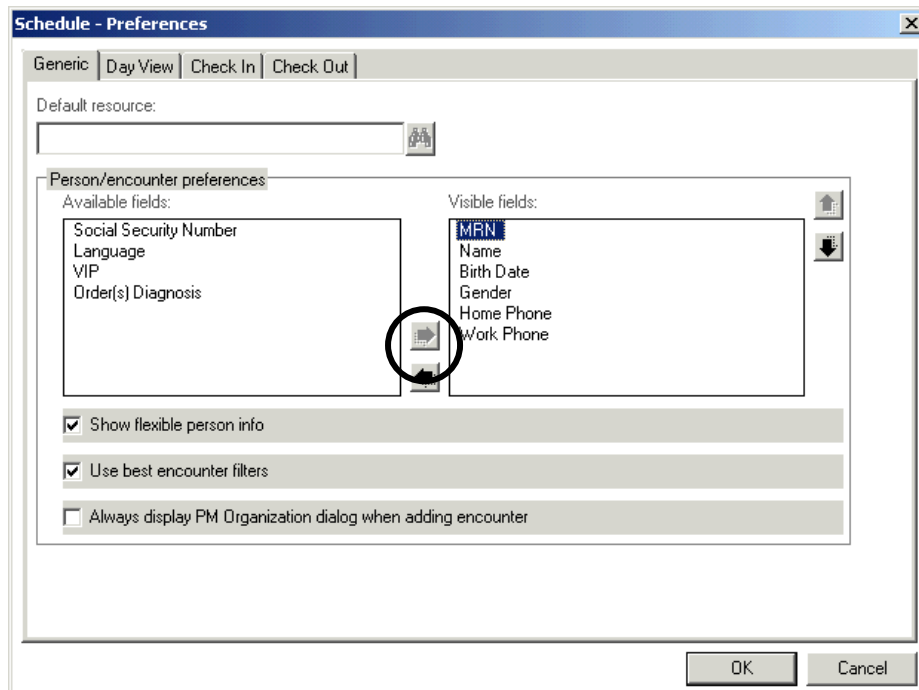 Schedule - Preferences
Generic Day View Check In Check Out
Default resource:
Person/encounter preferences
Available fields:
Social Security Number
Language
VIP
Order(s) Diagnosis
Visible fields:
MRN
Name
Birth Date
Gender
Home Phone
Work Phone
Show flexible person info
Use best encounter filters
Always display PM Organization dialog when adding encounter
OK Cancel